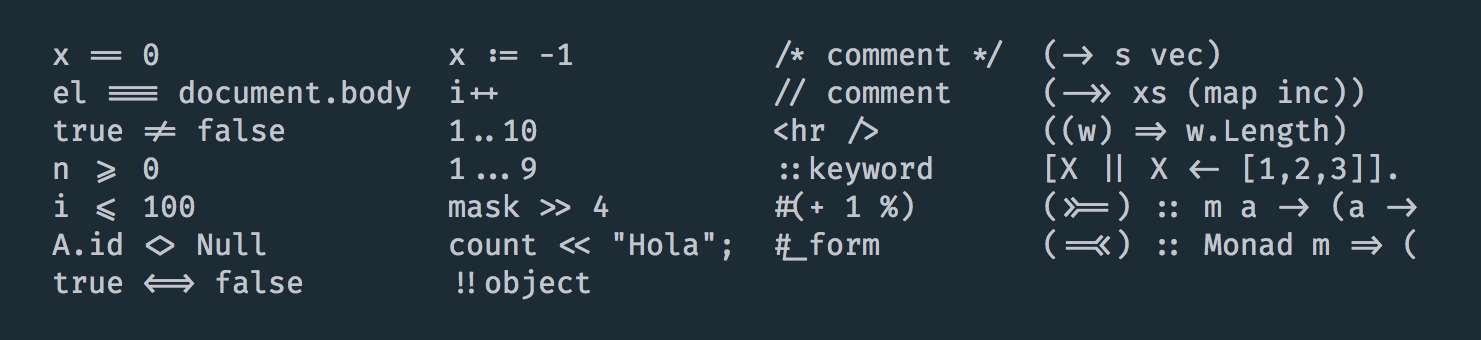 x == 0
el === document.body
true != false
n >= 0
i <= 100
A.id <> Null
true <=> false
x := -1
i++
1..10
1...9
mask >> 4
count << "Hola";
!!object
/* comment */
// comment
<hr />
::keyword
#(+ 1 %)
#_form
(-> s vec)
(->> xs (map inc))
((w) => w.Length)
[X || X <- [1,2,3]].
(>>=) :: m a -> (a ->
(=<<) :: Monad m => (